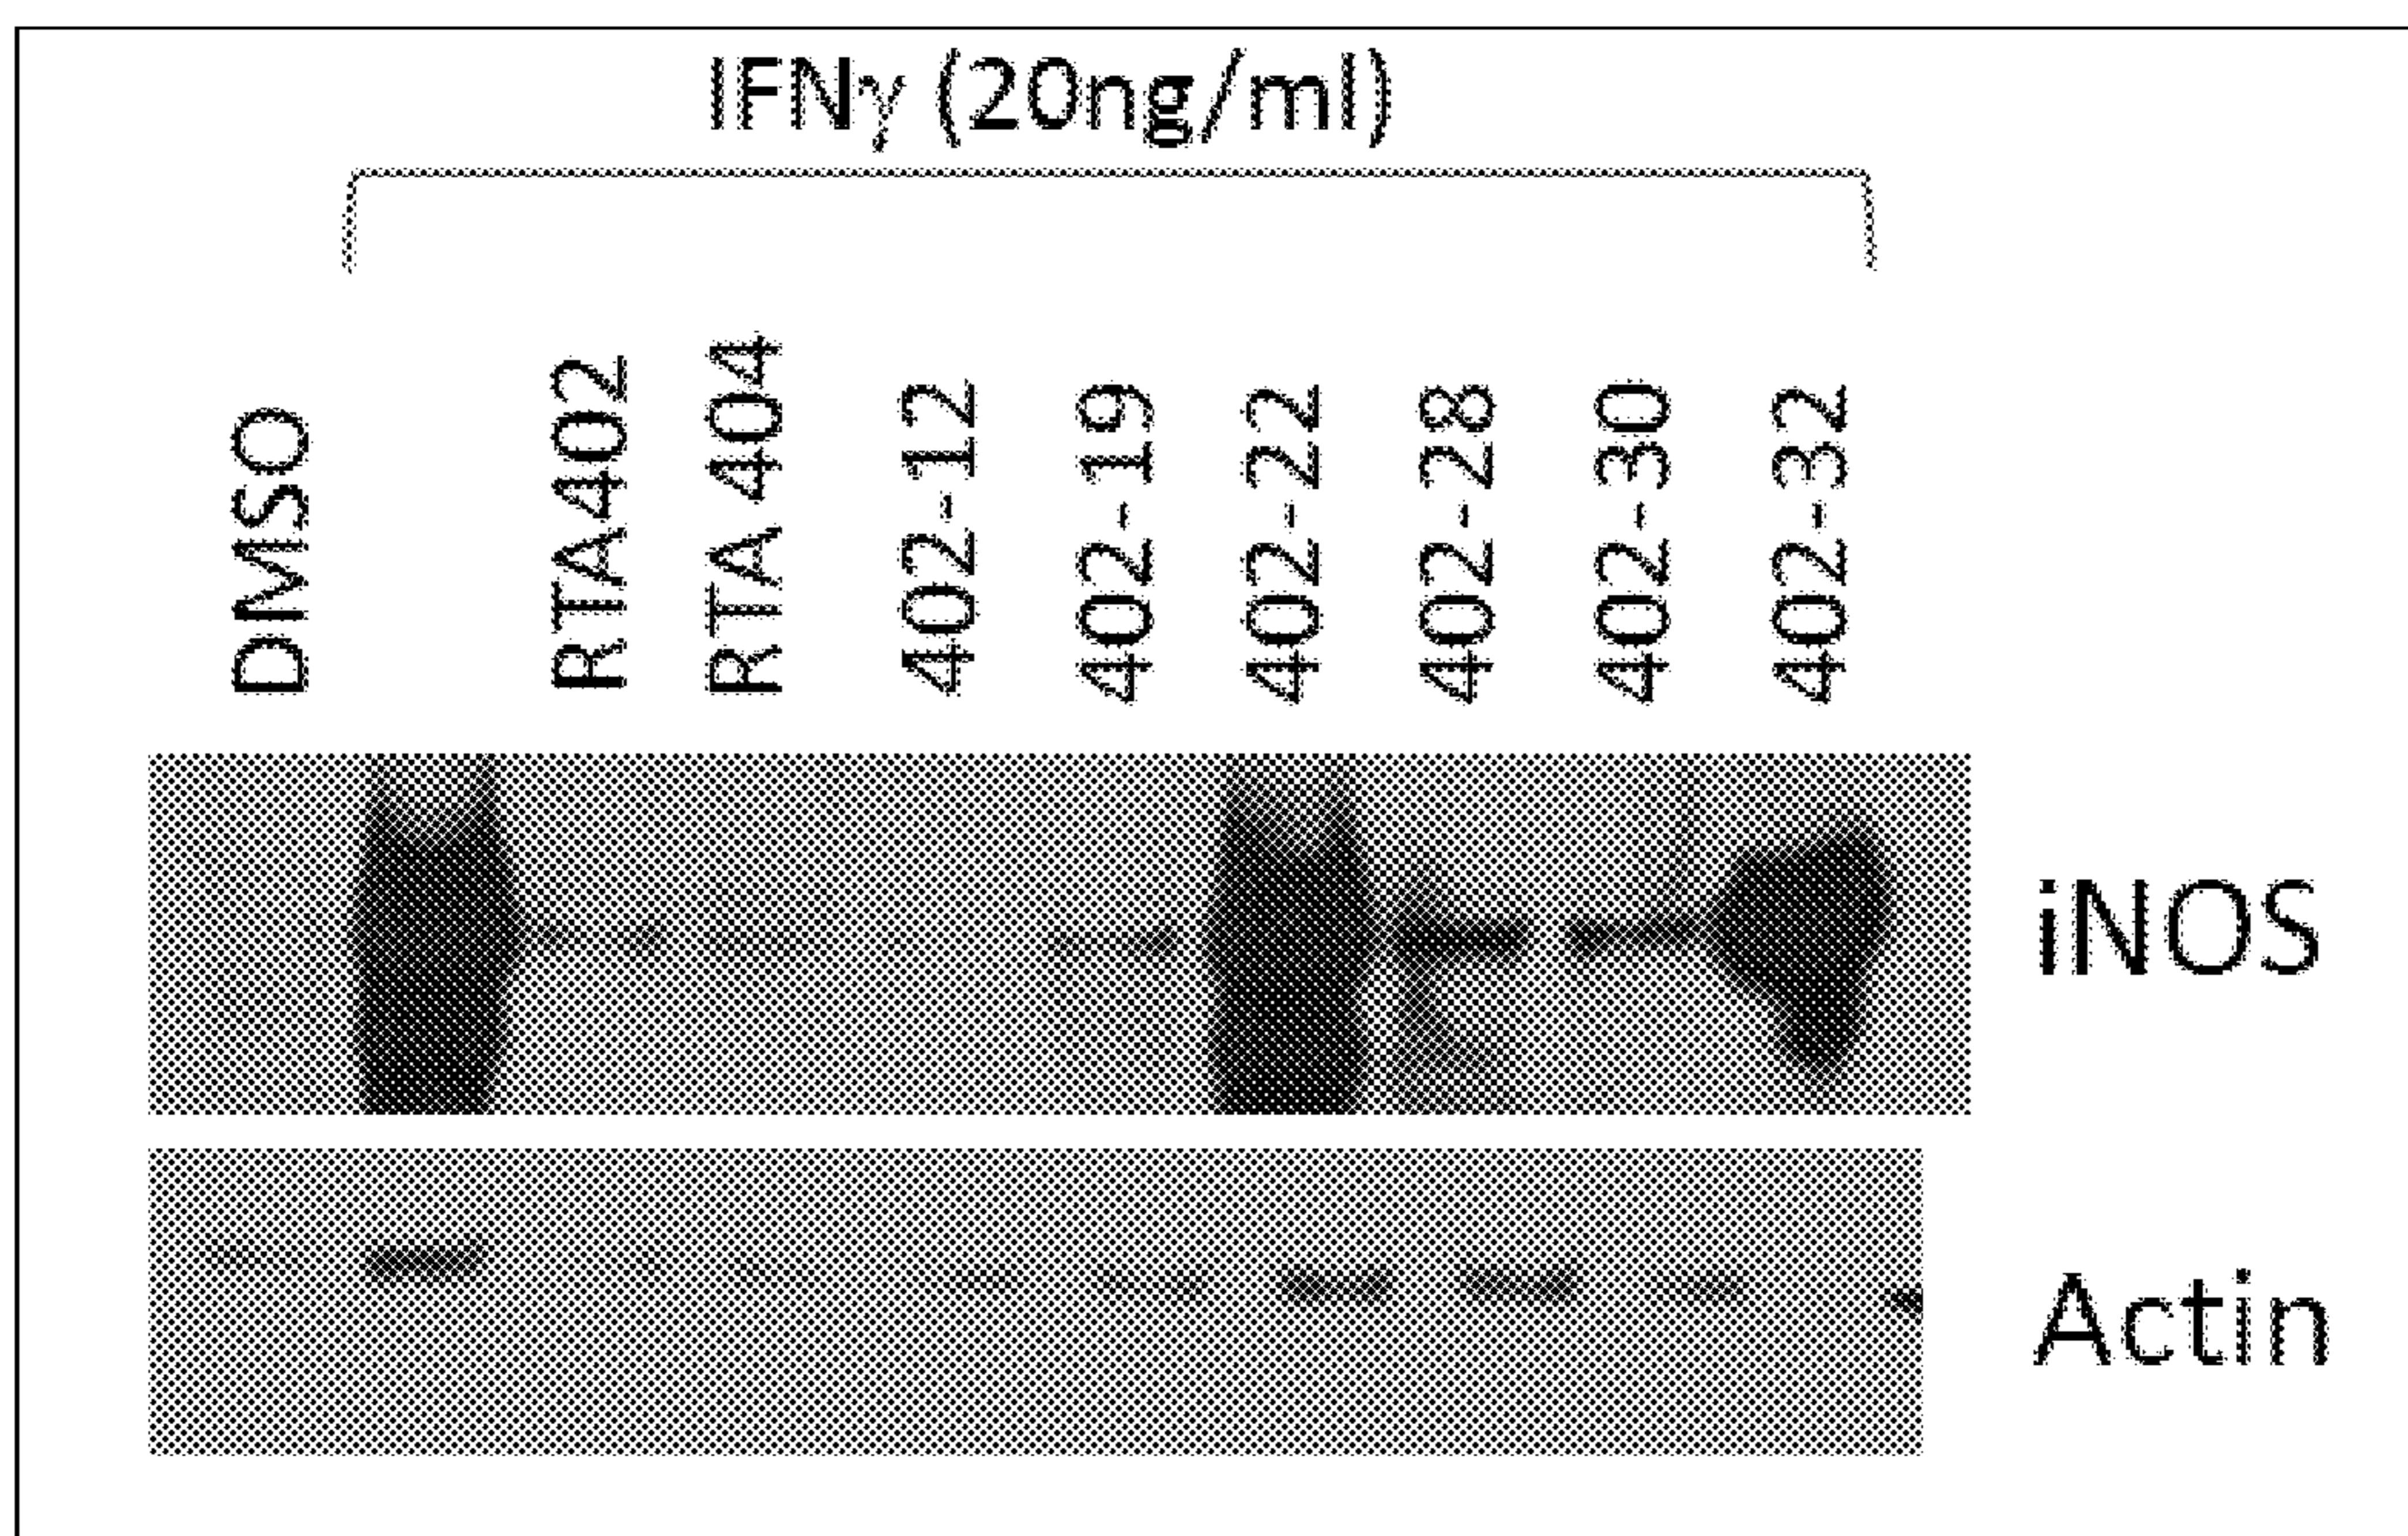 IFNγ (20ng/ml)
DMSO
RTA402
RTA 404
402-12
402-19
402-22
402-28
402-30
402-32
iNOS
Actin